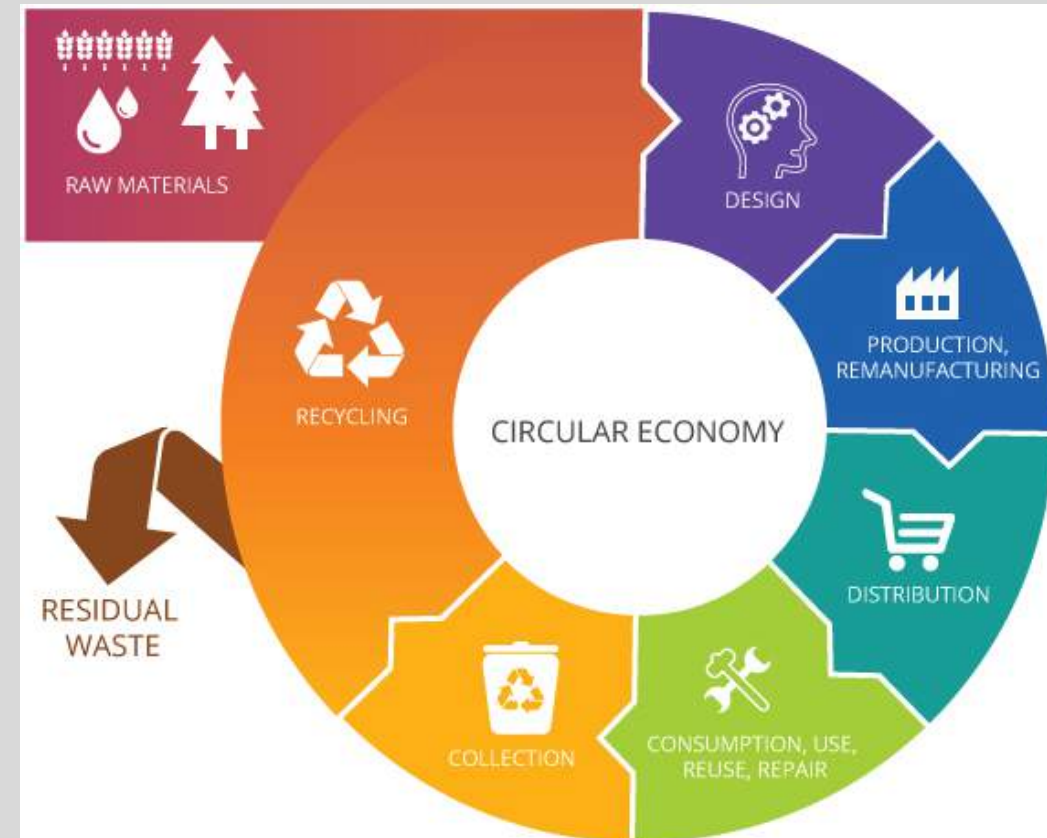 RAW MATERIALS
DESIGN
PRODUCTION,
REMANUFACTURING
RECYCLING
CIRCULAR ECONOMY
DISTRIBUTION
RESIDUAL
WASTE
COLLECTION
CONSUMPTION, USE,
REUSE, REPAIR